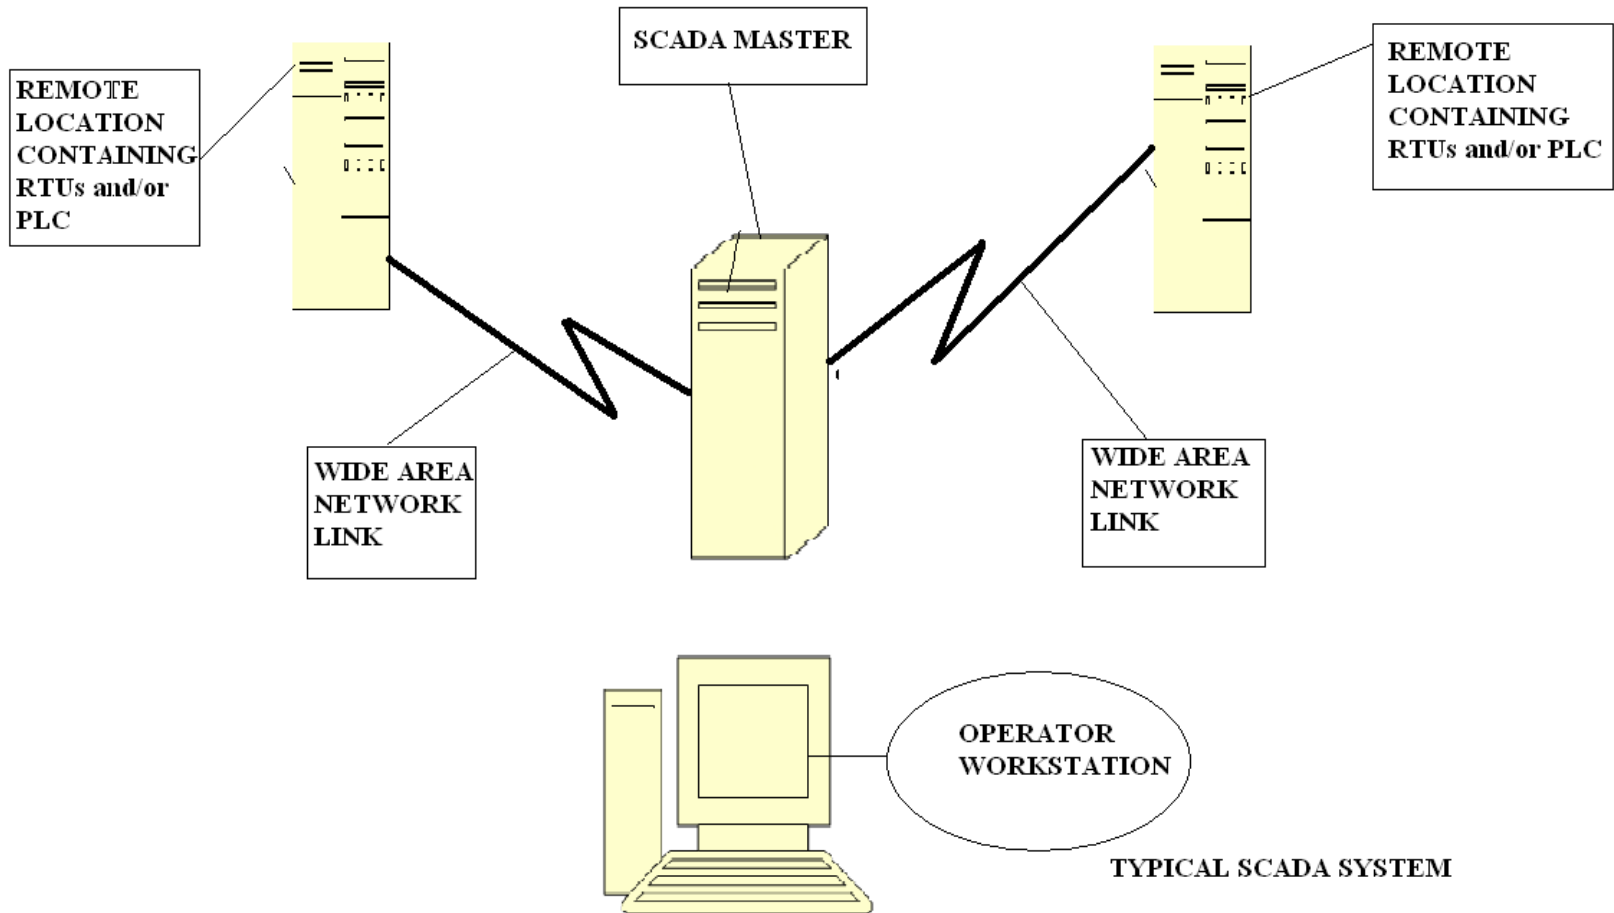 SCADA MASTER
REMOTE
LOCATION
CONTAINING
RTUs and/or
PLC
REMOTE
LOCATION
CONTAINING
RTUs and/or PLC
WIDE AREA
NETWORK
LINK
WIDE AREA
NETWORK
LINK
OPERATOR
WORKSTATION
TYPICAL SCADA SYSTEM